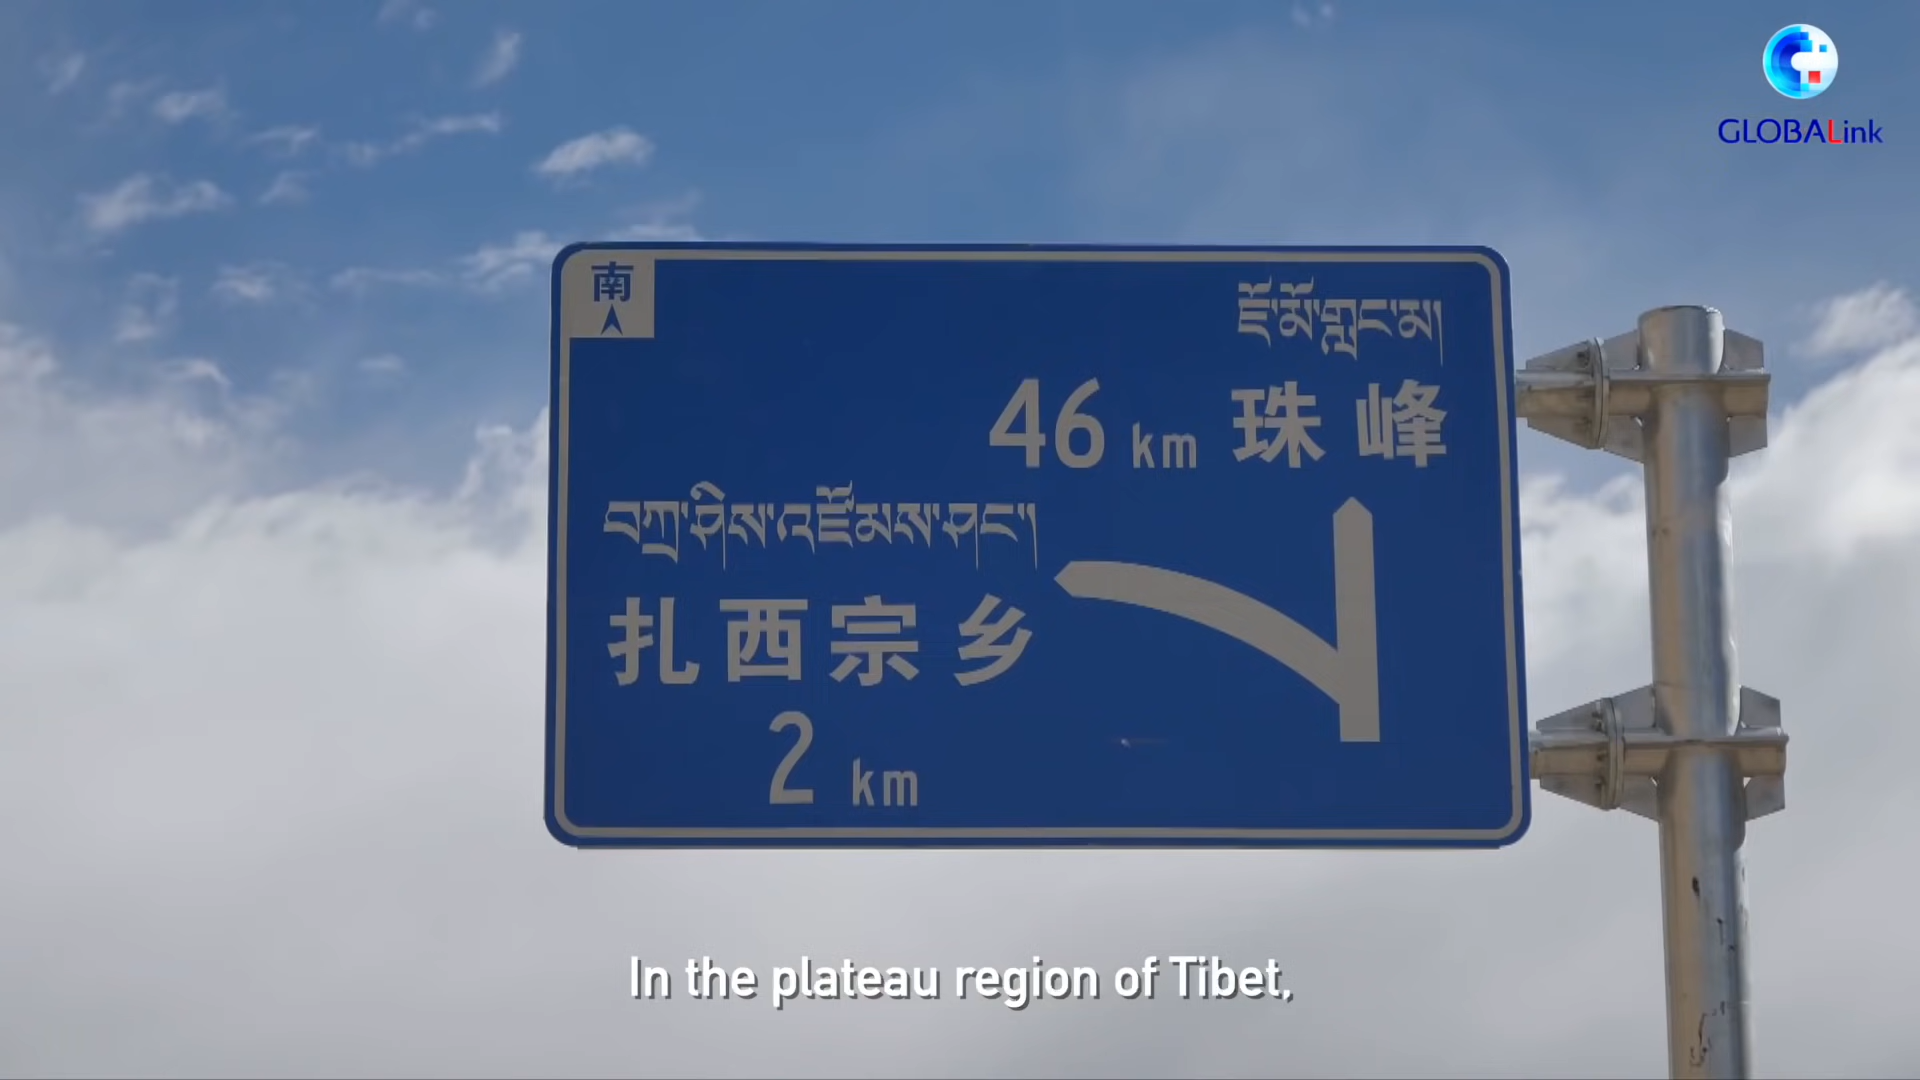 GLOBALink
南
ཇོ་མོ་གླང་མ།
46 km 珠峰
བཀྲ་ཤིས་འཛོམས་ཤང་།
扎西宗乡
2 km
In the plateau region of Tibet,